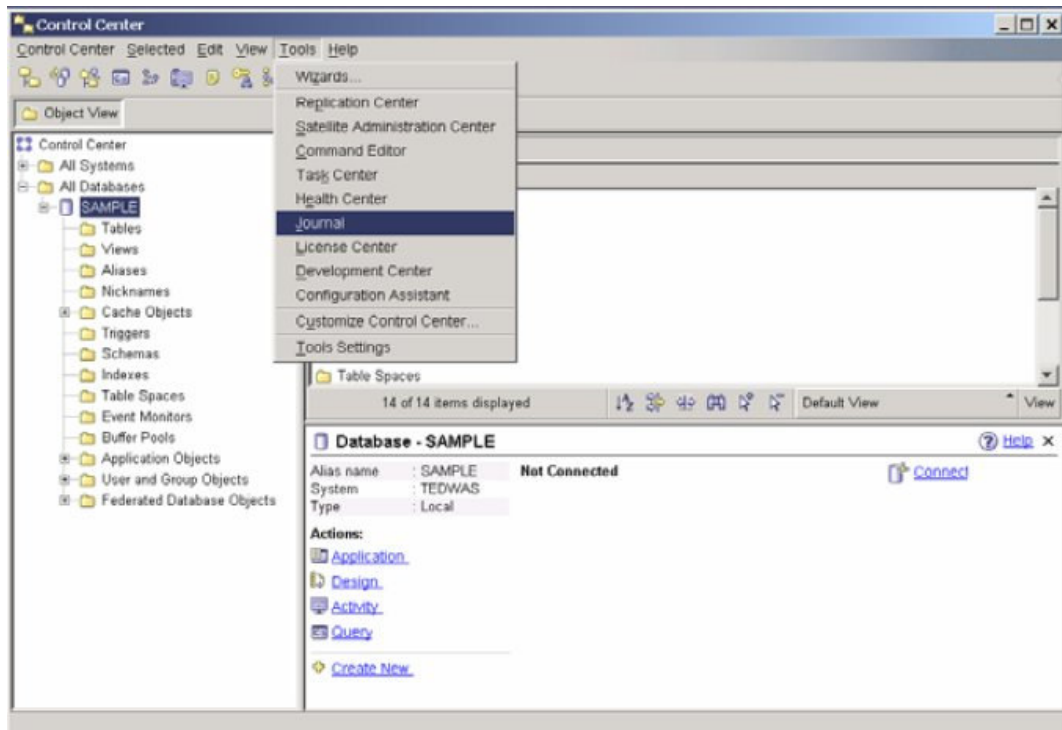 Control Center
Control Center Selected Edit View Tools Help
Wizards...
Replication Center
Satellite Administration Center
Command Editor
Task Center
Health Center
Journal
License Center
Development Center
Configuration Assistant
Customize Control Center...
Tools Settings
Object View
Control Center
All Systems
All Databases
SAMPLE
Tables
Views
Aliases
Nicknames
Cache Objects
Triggers
Schemas
Indexes
Table Spaces
Event Monitors
Buffer Pools
Application Objects
User and Group Objects
Federated Database Objects
Table Spaces
14 of 14 items displayed Default View View
Database - SAMPLE Help
Alias name : SAMPLE Not Connected Connect
System : TEDWAS
Type : Local
Actions:
Application
Design
Activity
Query
Create New